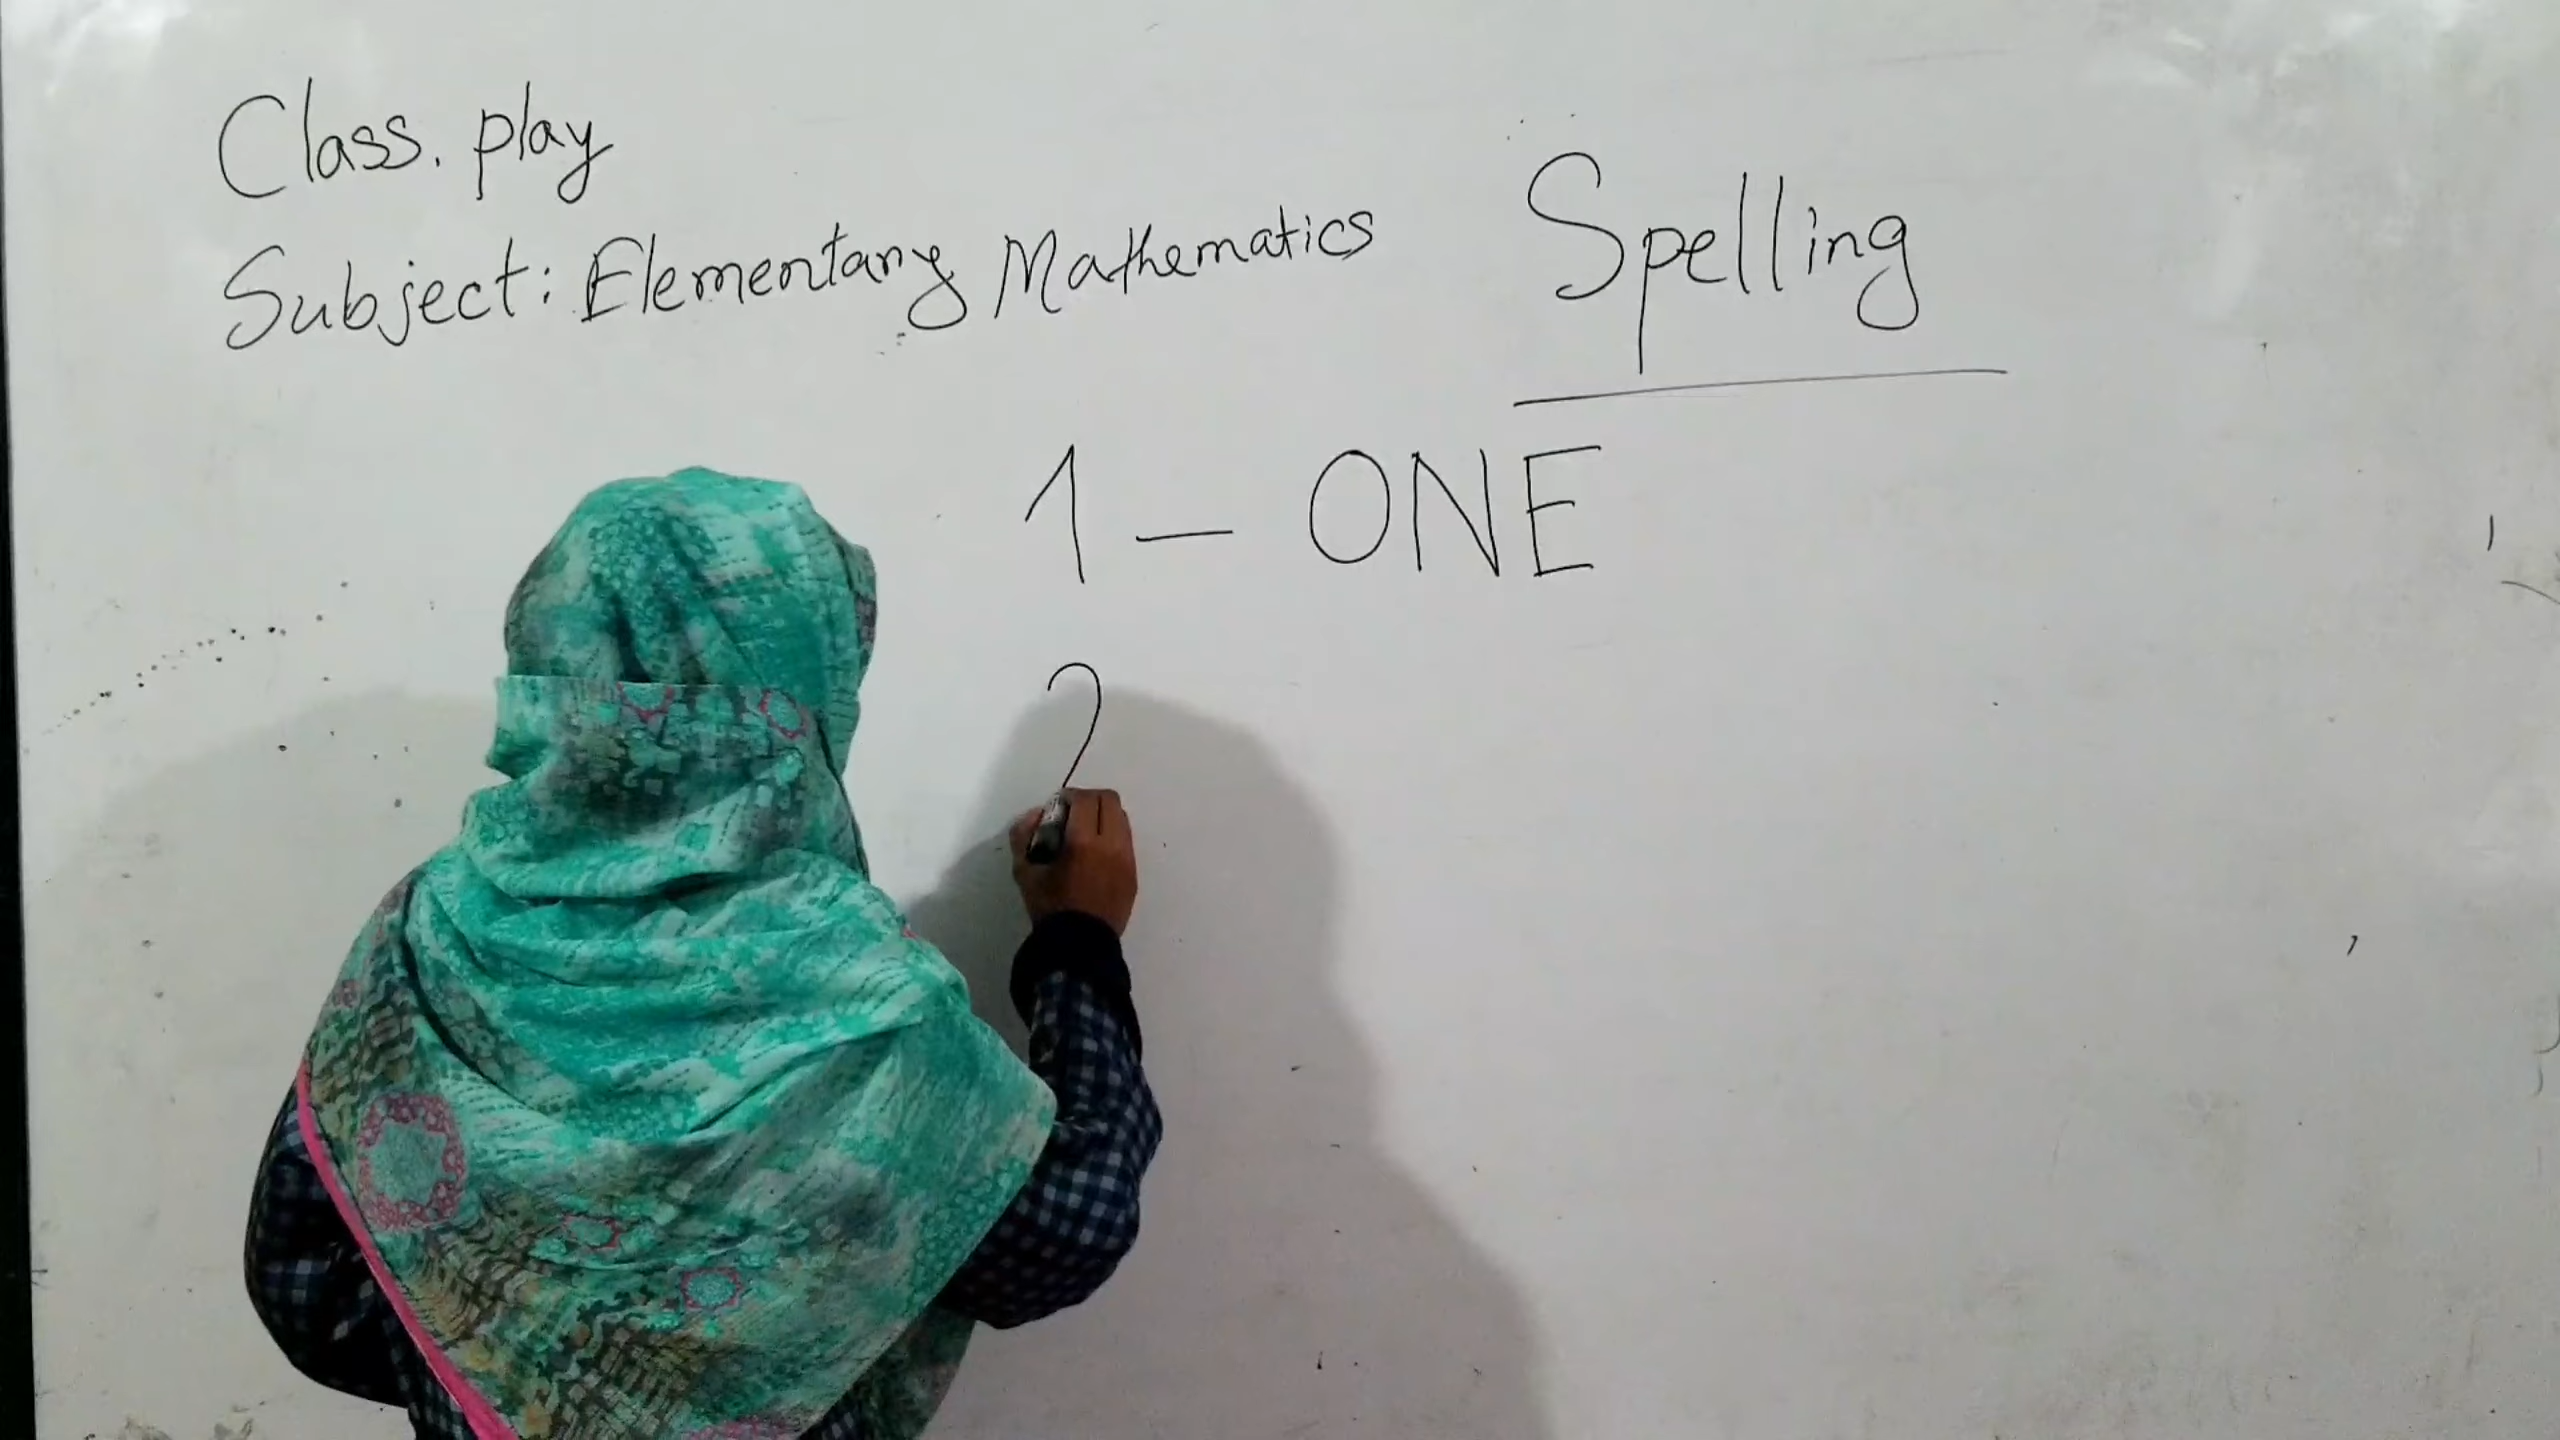 Class. play
Subject: Elementary Mathematics
Spelling
1 - ONE
2